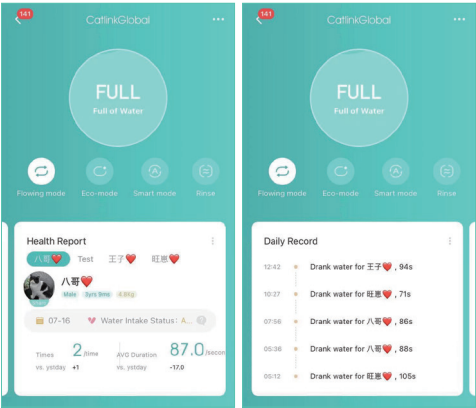 141
CatlinkGlobal
FULL
Full of Water
Flowing mode
Eco-mode
Smart mode
Rinse
Health Report
八哥❤️
Test
王子❤️
旺崽❤️
八哥❤️
Male
3yrs 9ms
4.8kg
07-16
Water Intake Status: A...
Times
2/time
AVG Duration
87.0/secon
vs. ystday +1
vs. ystday -17.0
141
CatlinkGlobal
FULL
Full of Water
Flowing mode
Eco-mode
Smart mode
Rinse
Daily Record
12:42 Drank water for 王子❤️ , 94s
10:27 Drank water for 旺崽❤️ , 71s
07:56 Drank water for 八哥❤️ , 86s
05:36 Drank water for 八哥❤️ , 88s
05:12 Drank water for 旺崽❤️ , 105s